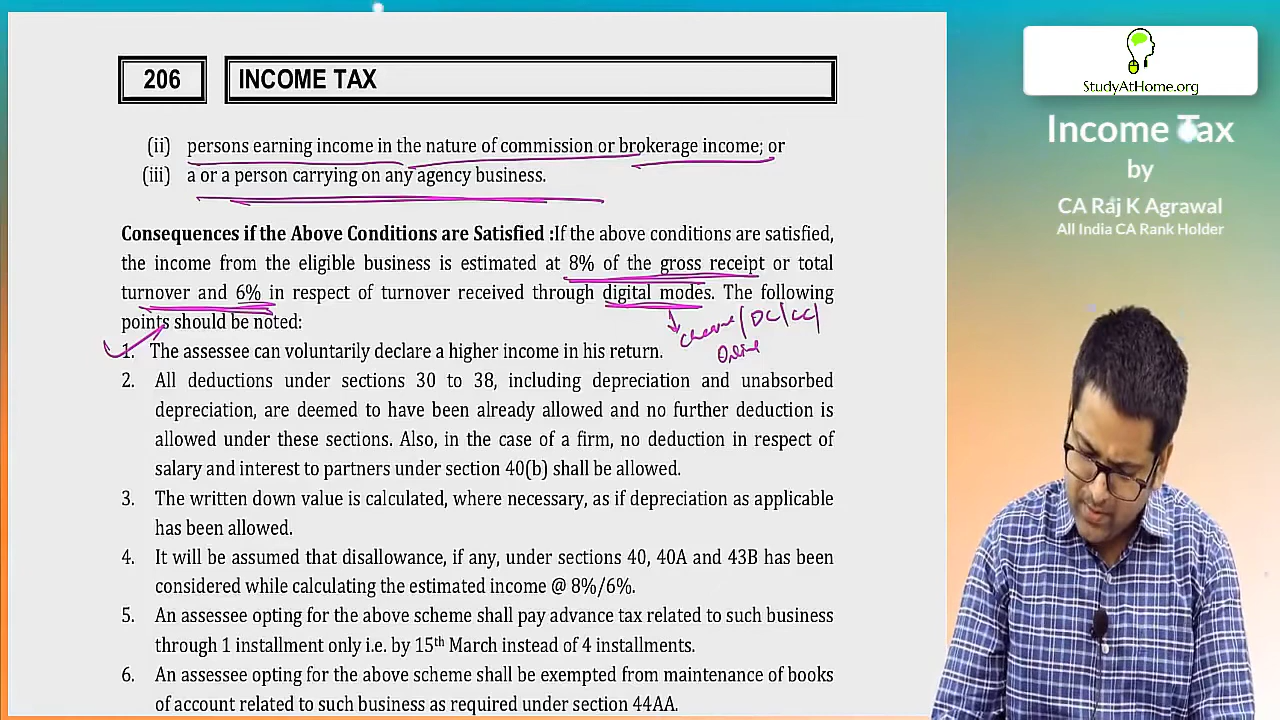 206
INCOME TAX
(ii) persons earning income in the nature of commission or brokerage income; or
(iii) a or a person carrying on any agency business.
Consequences if the Above Conditions are Satisfied :If the above conditions are satisfied,
the income from the eligible business is estimated at 8% of the gross receipt or total
turnover and 6% in respect of turnover received through digital modes. The following
points should be noted:
Cheque/DC/CC/
Online
1. The assessee can voluntarily declare a higher income in his return.
2. All deductions under sections 30 to 38, including depreciation and unabsorbed
depreciation, are deemed to have been already allowed and no further deduction is
allowed under these sections. Also, in the case of a firm, no deduction in respect of
salary and interest to partners under section 40(b) shall be allowed.
3. The written down value is calculated, where necessary, as if depreciation as applicable
has been allowed.
4. It will be assumed that disallowance, if any, under sections 40, 40A and 43B has been
considered while calculating the estimated income @ 8%/6%.
5. An assessee opting for the above scheme shall pay advance tax related to such business
through 1 installment only i.e. by 15th March instead of 4 installments.
6. An assessee opting for the above scheme shall be exempted from maintenance of books
of account related to such business as required under section 44AA.
StudyAtHome.org
Income Tax
by
CA Raj K Agrawal
All India CA Rank Holder